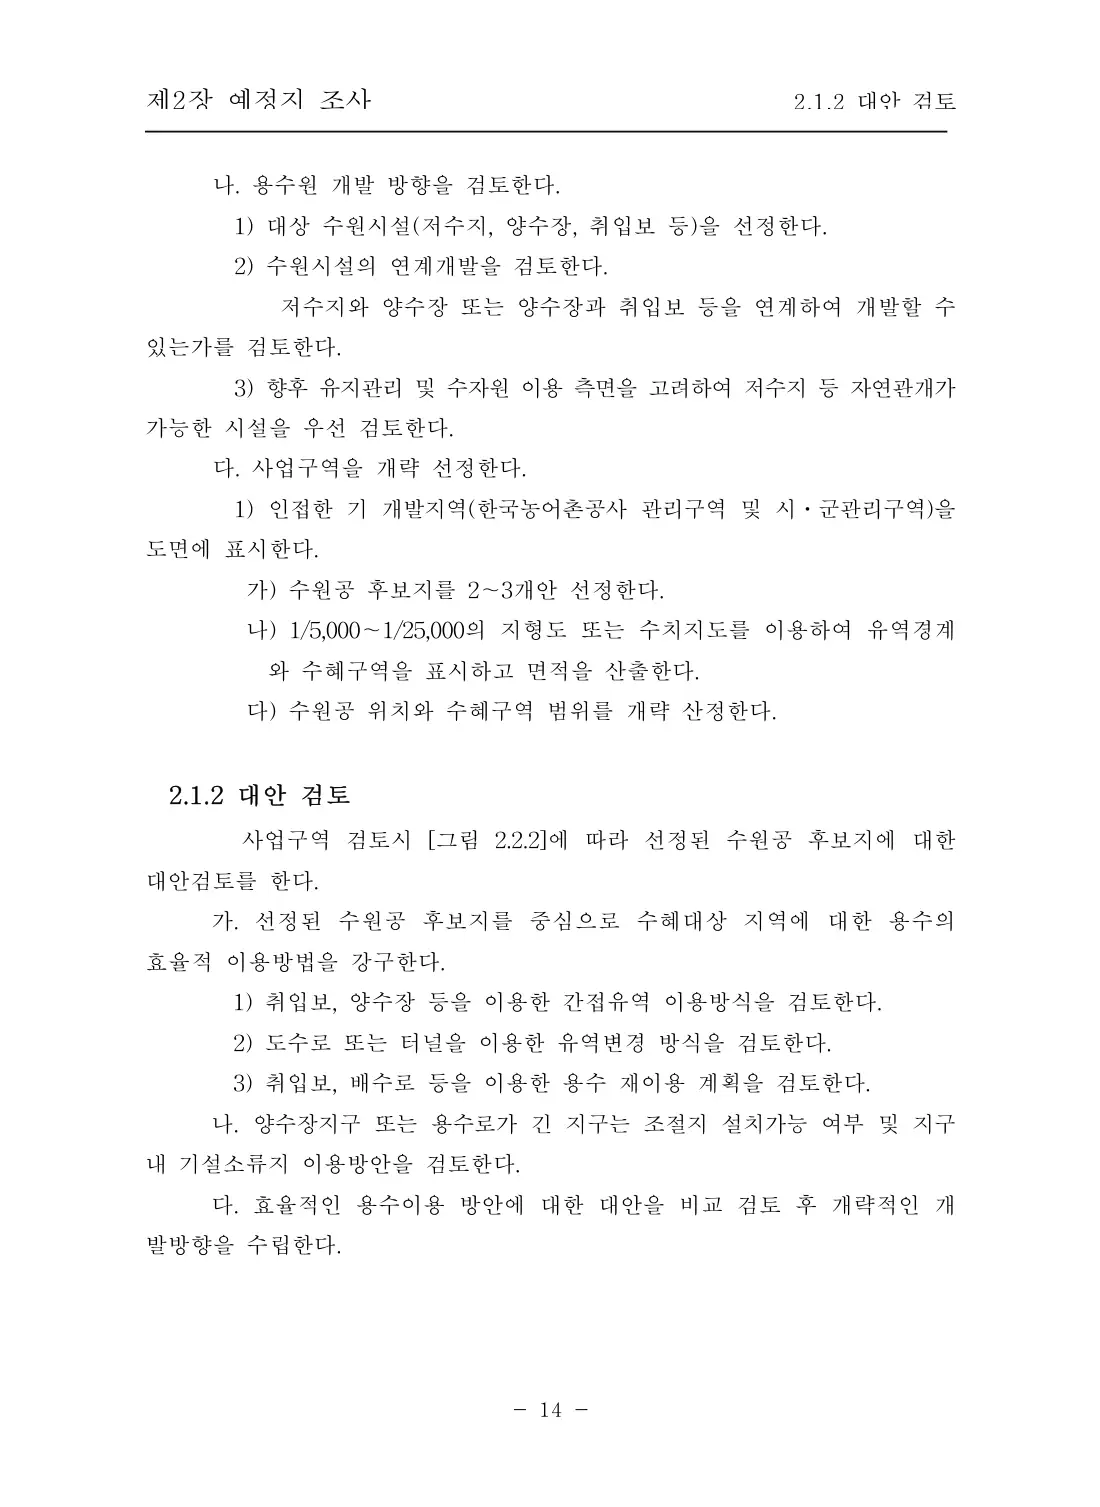 제2장 예정지 조사 2.1.2 대안 검토
나. 용수원 개발 방향을 검토한다.
1) 대상 수원시설(저수지, 양수장, 취입보 등)을 선정한다.
2) 수원시설의 연계개발을 검토한다.
저수지와 양수장 또는 양수장과 취입보 등을 연계하여 개발할 수
있는가를 검토한다.
3) 향후 유지관리 및 수자원 이용 측면을 고려하여 저수지 등 자연관개가
가능한 시설을 우선 검토한다.
다. 사업구역을 개략 선정한다.
1) 인접한 기 개발지역(한국농어촌공사 관리구역 및 시・군관리구역)을
도면에 표시한다.
가) 수원공 후보지를 2～3개안 선정한다.
나) 1/5,000～1/25,000의 지형도 또는 수치지도를 이용하여 유역경계
와 수혜구역을 표시하고 면적을 산출한다.
다) 수원공 위치와 수혜구역 범위를 개략 산정한다.
2.1.2 대안 검토
사업구역 검토시 [그림 2.2.2]에 따라 선정된 수원공 후보지에 대한
대안검토를 한다.
가. 선정된 수원공 후보지를 중심으로 수혜대상 지역에 대한 용수의
효율적 이용방법을 강구한다.
1) 취입보, 양수장 등을 이용한 간접유역 이용방식을 검토한다.
2) 도수로 또는 터널을 이용한 유역변경 방식을 검토한다.
3) 취입보, 배수로 등을 이용한 용수 재이용 계획을 검토한다.
나. 양수장지구 또는 용수로가 긴 지구는 조절지 설치가능 여부 및 지구
내 기설소류지 이용방안을 검토한다.
다. 효율적인 용수이용 방안에 대한 대안을 비교 검토 후 개략적인 개
발방향을 수립한다.
- 14 -